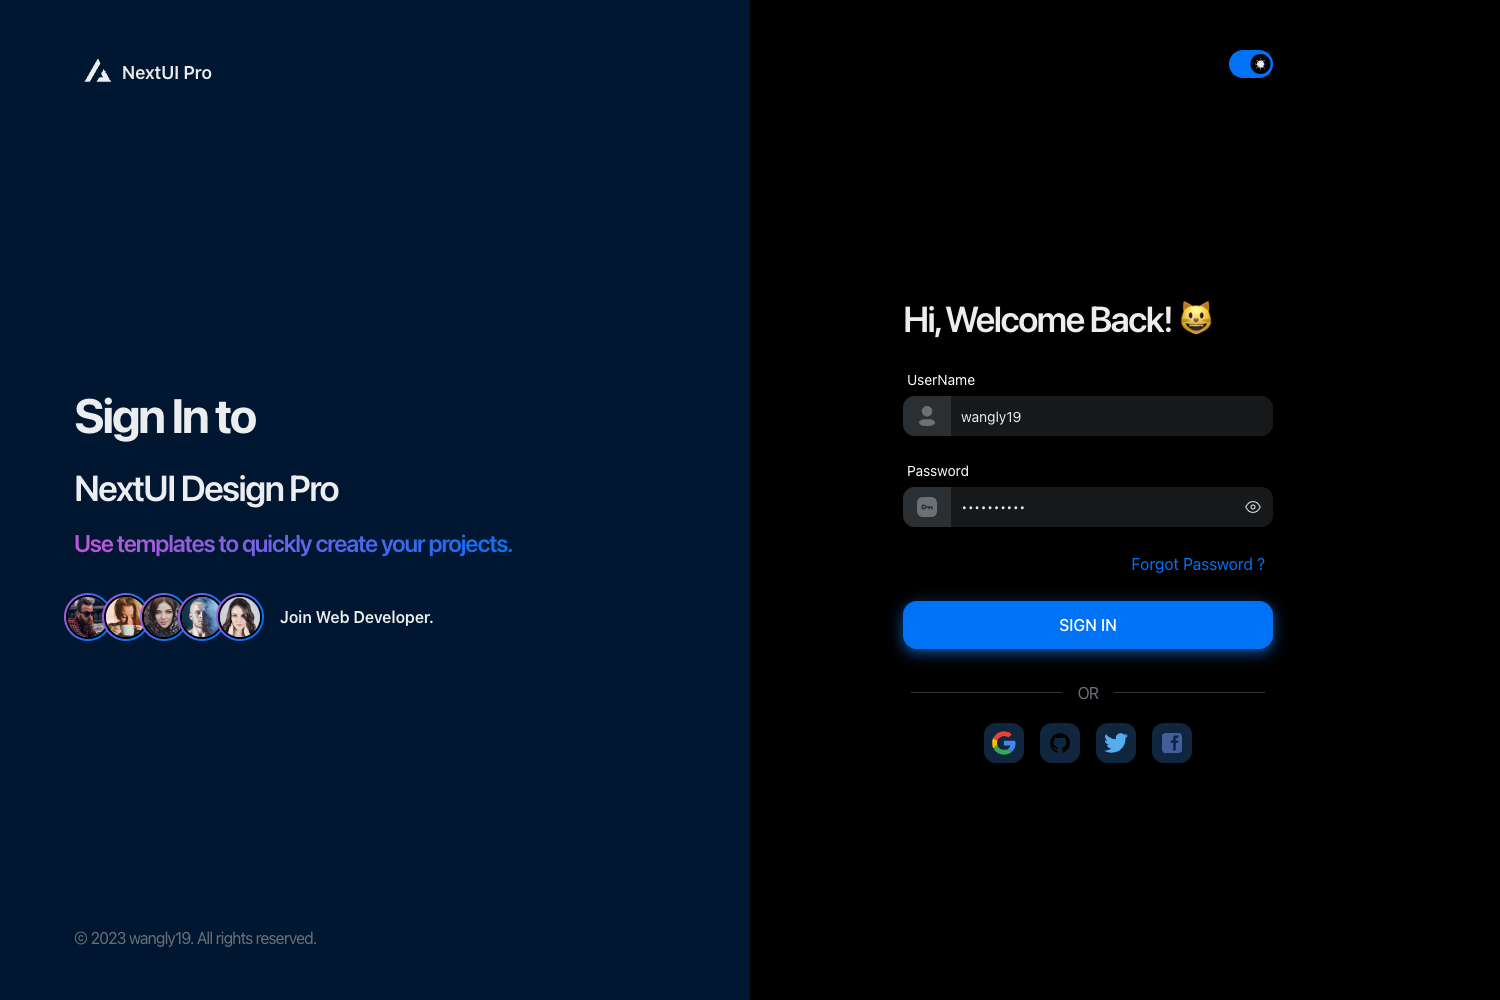 NextUI Pro
Sign In to
NextUI Design Pro
Use templates to quickly create your projects.
Join Web Developer.
© 2023 wangly19. All rights reserved.
Hi, Welcome Back! 😺
UserName
wangly19
Password
••••••••••
Forgot Password ?
SIGN IN
OR